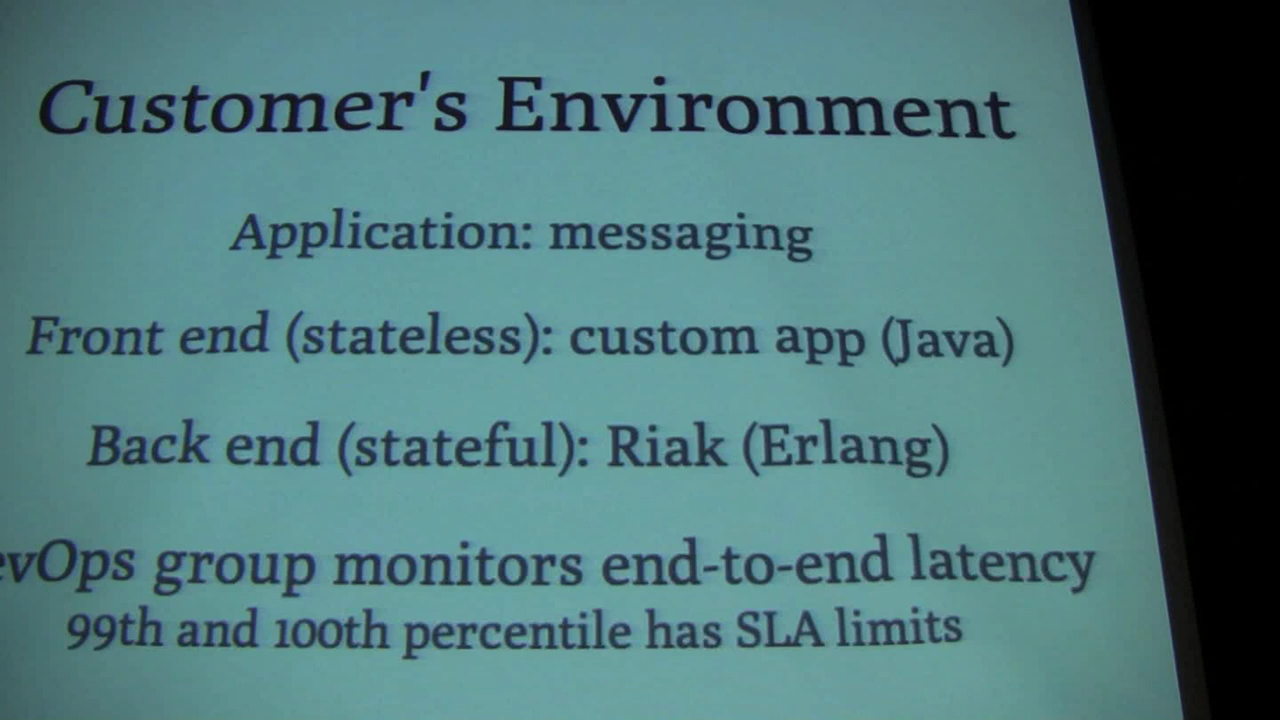 Customer's Environment
Application: messaging
Front end (stateless): custom app (Java)
Back end (stateful): Riak (Erlang)
evOps group monitors end-to-end latency
99th and 100th percentile has SLA limits